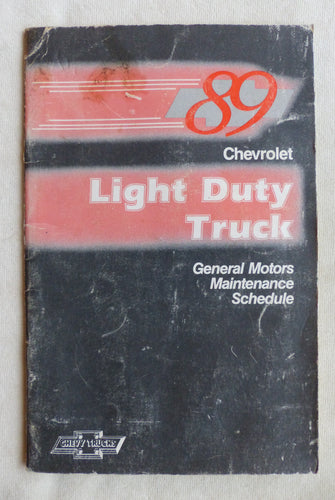 89
Chevrolet
Light Duty
Truck
General Motors
Maintenance
Schedule
CHEVY TRUCKS